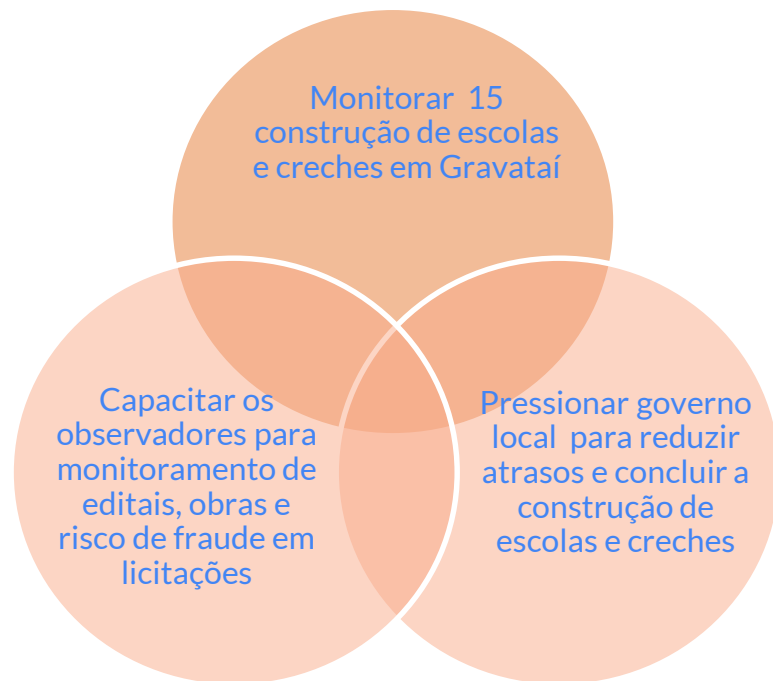 Monitorar 15
construção de escolas
e creches em Gravataí
Capacitar os
observadores para
monitoramento de
editais, obras e
risco de fraude em
licitações
Pressionar governo
local para reduzir
atrasos e concluir a
construção de
escolas e creches